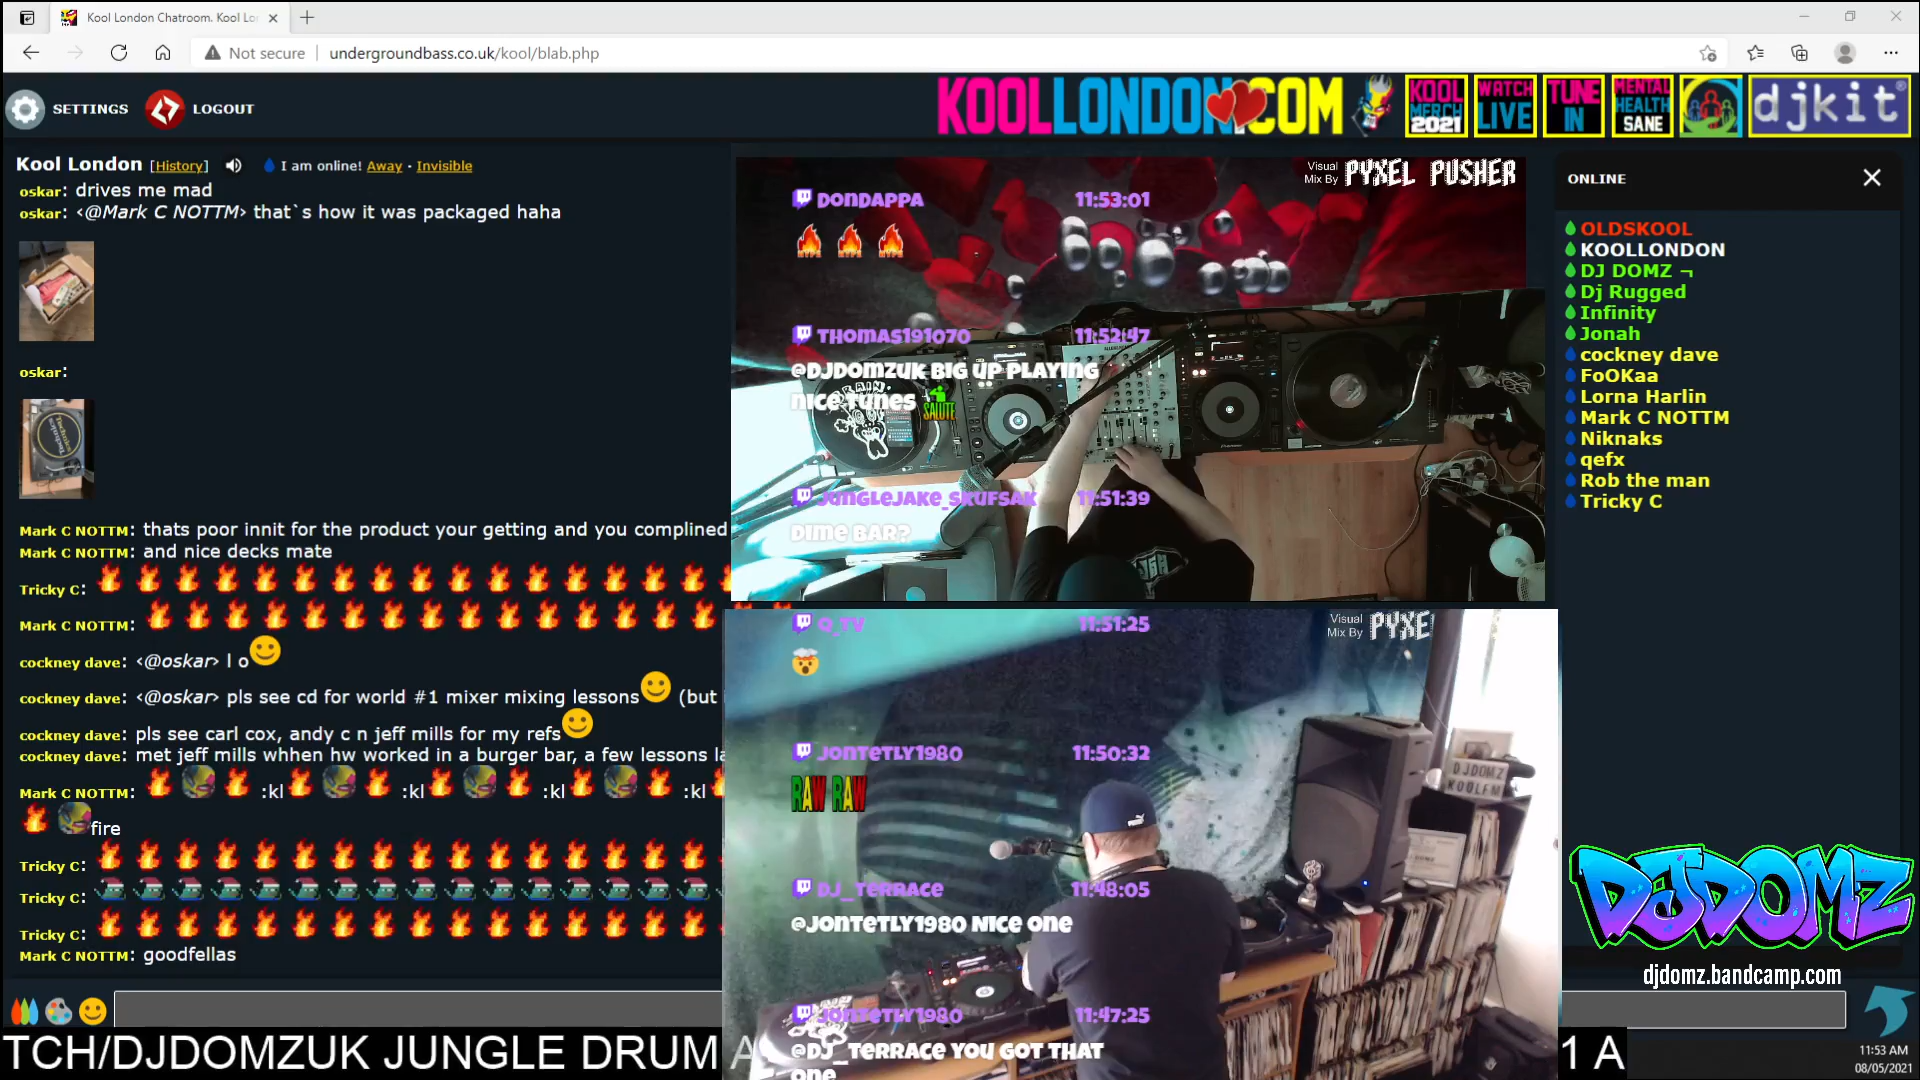 Kool London Chatroom. Kool Lo
Not secure
undergroundbass.co.uk/kool/blab.php
SETTINGS
LOGOUT
KOOLLONDON.COM
KOOL MERCH 2021
WATCH LIVE
TUNE IN
MENTAL HEALTH SANE
djkit
Kool London [History]
I am online! Away · Invisible
oskar: drives me mad
oskar: <@Mark C NOTTM> that`s how it was packaged haha
oskar:
Mark C NOTTM: thats poor innit for the product your getting and you complined
Mark C NOTTM: and nice decks mate
Tricky C:
Mark C NOTTM:
cockney dave: <@oskar> l o
cockney dave: <@oskar> pls see cd for world #1 mixer mixing lessons (but
cockney dave: pls see carl cox, andy c n jeff mills for my refs
cockney dave: met jeff mills whhen hw worked in a burger bar, a few lessons la
Mark C NOTTM: :kl :kl :kl :kl
fire
Tricky C:
Tricky C:
Tricky C:
Mark C NOTTM: goodfellas
Visual Mix By PYXEL PUSHER
DONDAPPA 11:53:01
HYPE HYPE HYPE
THOMAS191070 11:52:47
@DJDOMZUK BIG UP PLAYING
NICE TUNES SALUTE
JUNGLEJAKE_SKUFSAK 11:51:39
DIME BAR?
Q_TV 11:51:25
Visual Mix By PYXE
JONTETLY1980 11:50:32
RAW RAW
DJ_TERRACE 11:48:05
@JONTETLY1980 NICE ONE
JONTETLY1980 11:47:25
@DJ_TERRACE YOU GOT THAT
ONE
DJDOMZ
KOOLFM
ONLINE
OLDSKOOL
KOOLLONDON
DJ DOMZ ¬
Dj Rugged
Infinity
Jonah
cockney dave
FoOKaa
Lorna Harlin
Mark C NOTTM
Niknaks
qefx
Rob the man
Tricky C
DJDOMZ
djdomz.bandcamp.com
TCH/DJDOMZUK JUNGLE DRUM A
1 A
11:53 AM
08/05/2021